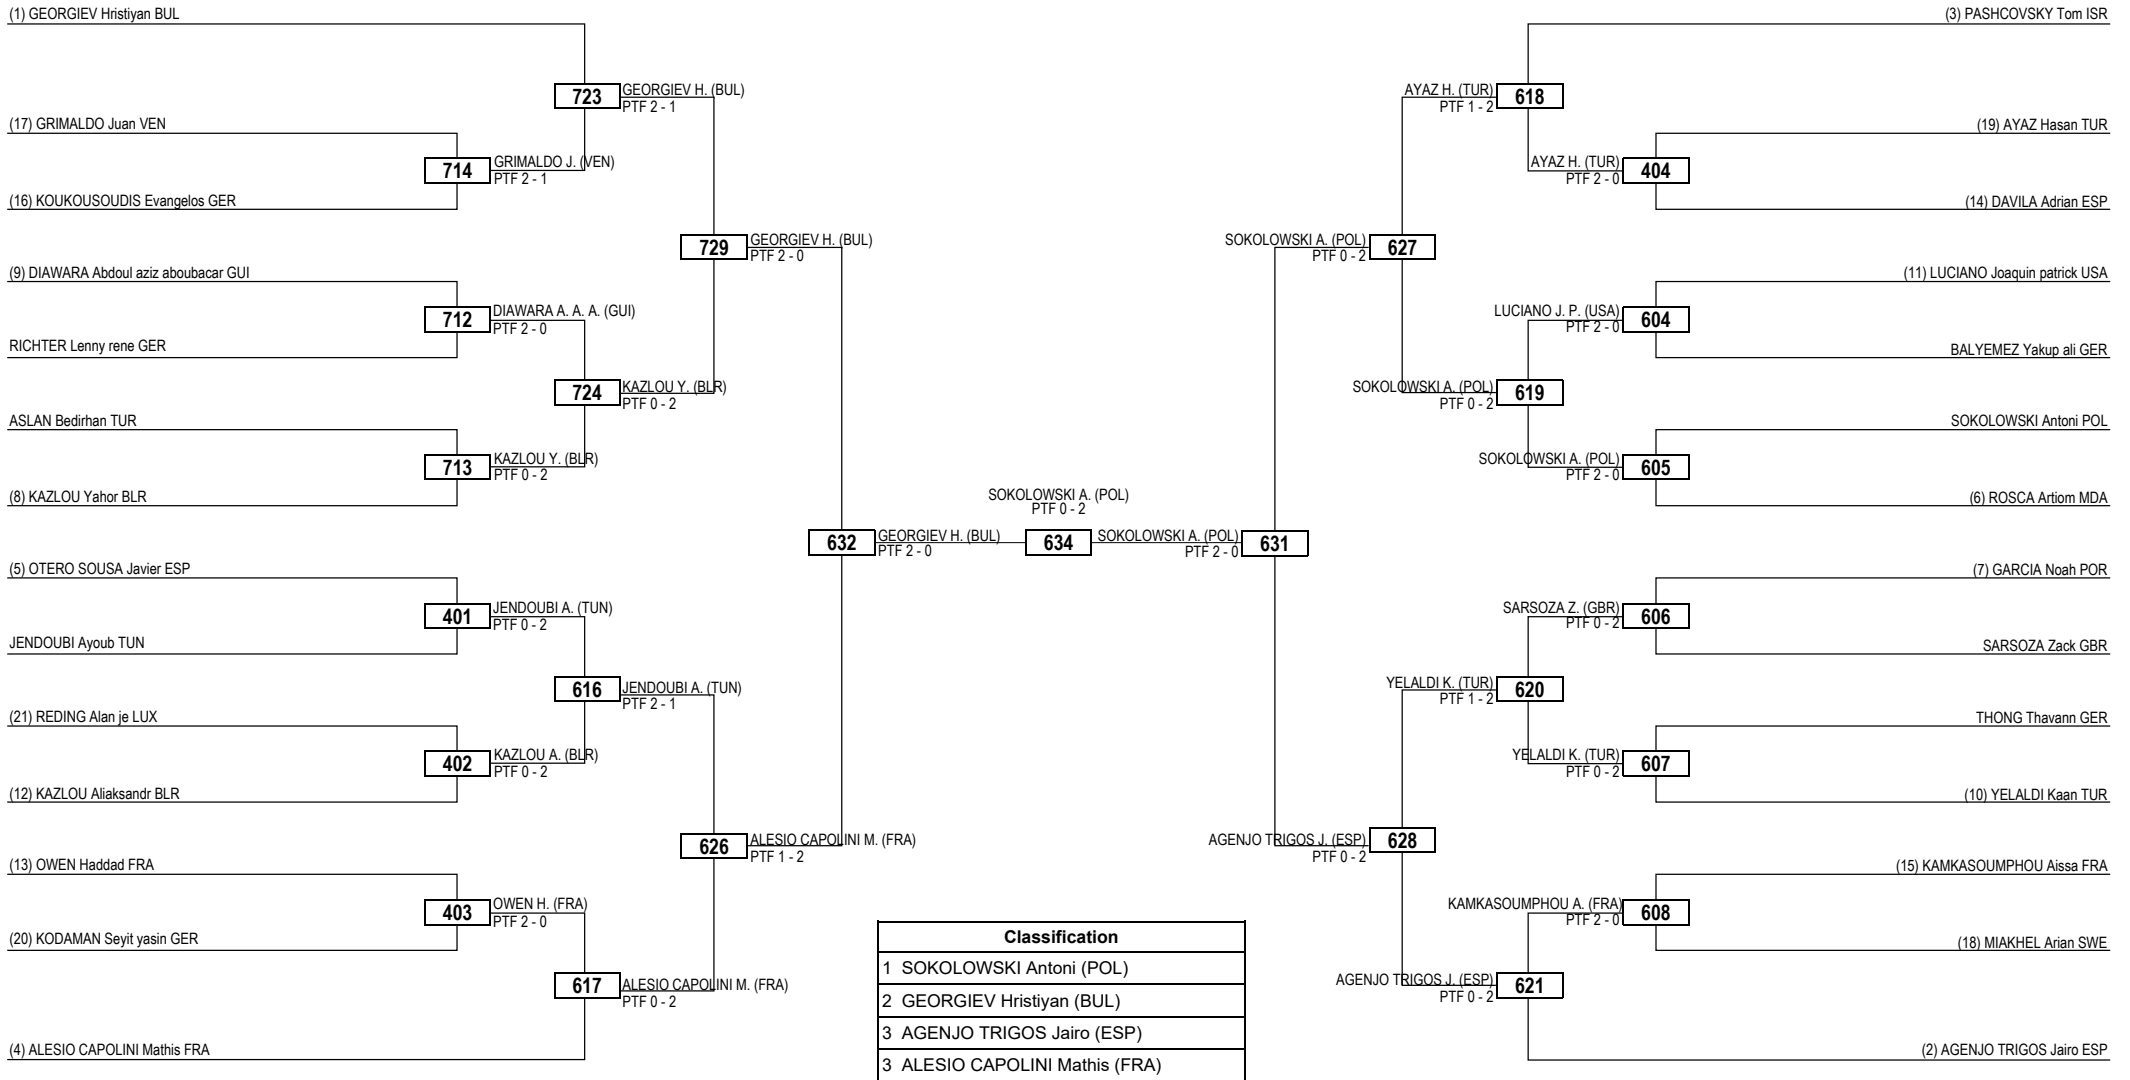 (1) GEORGIEV Hristiyan BUL
(17) GRIMALDO Juan VEN
(16) KOUKOUSOUDIS Evangelos GER
(9) DIAWARA Abdoul aziz aboubacar GUI
RICHTER Lenny rene GER
ASLAN Bedirhan TUR
(8) KAZLOU Yahor BLR
(5) OTERO SOUSA Javier ESP
JENDOUBI Ayoub TUN
(21) REDING Alan je LUX
(12) KAZLOU Aliaksandr BLR
(13) OWEN Haddad FRA
(20) KODAMAN Seyit yasin GER
(4) ALESIO CAPOLINI Mathis FRA
714
GRIMALDO J. (VEN)
PTF 2 - 1
712
DIAWARA A. A. A. (GUI)
PTF 2 - 0
713
KAZLOU Y. (BLR)
PTF 0 - 2
401
JENDOUBI A. (TUN)
PTF 0 - 2
402
KAZLOU A. (BLR)
PTF 0 - 2
403
OWEN H. (FRA)
PTF 2 - 0
723
GEORGIEV H. (BUL)
PTF 2 - 1
724
KAZLOU Y. (BLR)
PTF 0 - 2
616
JENDOUBI A. (TUN)
PTF 2 - 1
617
ALESIO CAPOLINI M. (FRA)
PTF 0 - 2
729
GEORGIEV H. (BUL)
PTF 2 - 0
626
ALESIO CAPOLINI M. (FRA)
PTF 1 - 2
632
GEORGIEV H. (BUL)
PTF 2 - 0
SOKOLOWSKI A. (POL)
PTF 0 - 2
634
SOKOLOWSKI A. (POL)
PTF 2 - 0
631
SOKOLOWSKI A. (POL)
PTF 0 - 2
627
AGENJO TRIGOS J. (ESP)
PTF 0 - 2
628
AYAZ H. (TUR)
PTF 1 - 2
618
SOKOLOWSKI A. (POL)
PTF 0 - 2
619
YELALDI K. (TUR)
PTF 1 - 2
620
AGENJO TRIGOS J. (ESP)
PTF 0 - 2
621
AYAZ H. (TUR)
PTF 2 - 0
404
LUCIANO J. P. (USA)
PTF 2 - 0
604
SOKOLOWSKI A. (POL)
PTF 2 - 0
605
SARSOZA Z. (GBR)
PTF 0 - 2
606
YELALDI K. (TUR)
PTF 0 - 2
607
KAMKASOUMPHOU A. (FRA)
PTF 2 - 0
608
(3) PASHCOVSKY Tom ISR
(19) AYAZ Hasan TUR
(14) DAVILA Adrian ESP
(11) LUCIANO Joaquin patrick USA
BALYEMEZ Yakup ali GER
SOKOLOWSKI Antoni POL
(6) ROSCA Artiom MDA
(7) GARCIA Noah POR
SARSOZA Zack GBR
THONG Thavann GER
(10) YELALDI Kaan TUR
(15) KAMKASOUMPHOU Aissa FRA
(18) MIAKHEL Arian SWE
(2) AGENJO TRIGOS Jairo ESP
Classification
1 SOKOLOWSKI Antoni (POL)
2 GEORGIEV Hristiyan (BUL)
3 AGENJO TRIGOS Jairo (ESP)
3 ALESIO CAPOLINI Mathis (FRA)